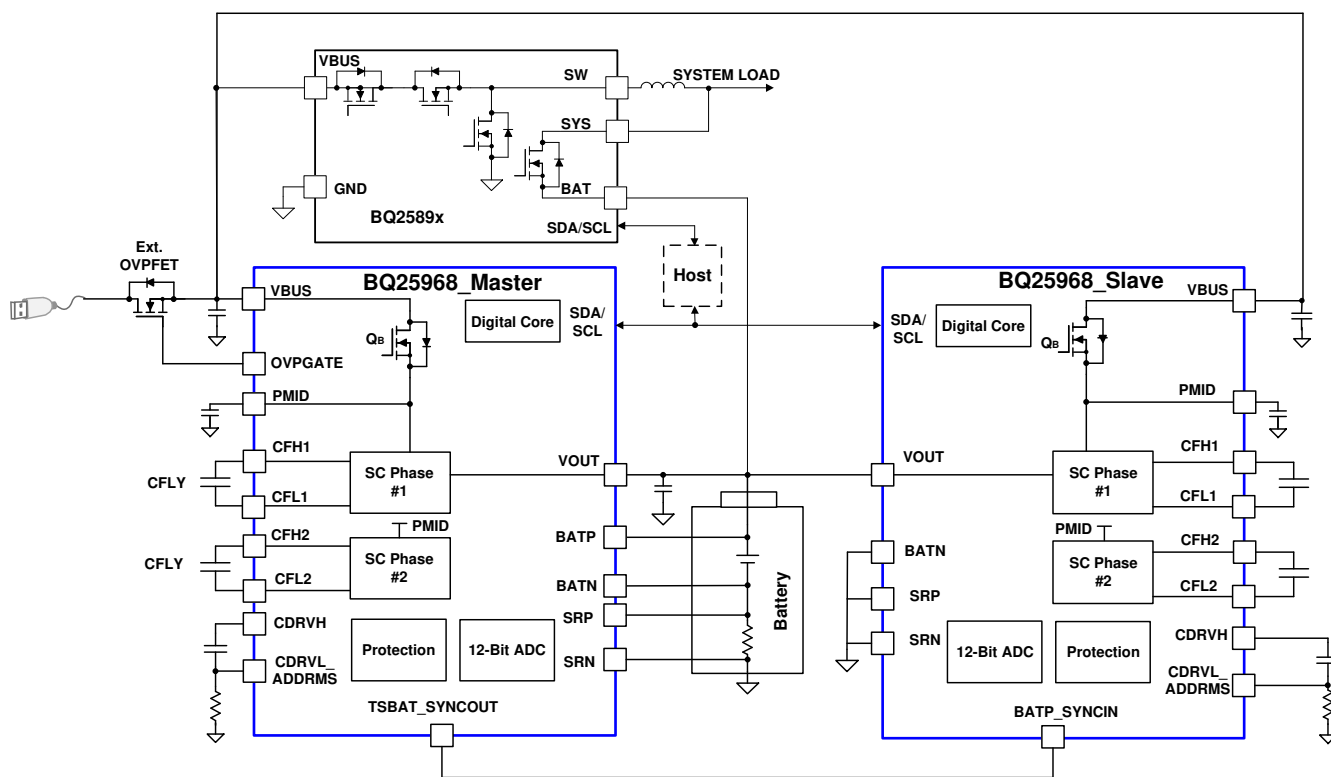 VBUS
SW
SYSTEM LOAD
SYS
BAT
GND
BQ2589x
SDA/SCL
Ext.
OVPFET
Host
BQ25968_Master
VBUS
Digital Core
SDA/
SCL
QB
OVPGATE
PMID
CFH1
CFLY
CFL1
SC Phase
#1
VOUT
PMID
CFH2
CFLY
CFL2
SC Phase
#2
BATP
BATN
SRP
SRN
Battery
CDRVH
CDRVL_
ADDRMS
Protection
12-Bit ADC
TSBAT_SYNCOUT
BQ25968_Slave
VBUS
SDA/
SCL
Digital Core
QB
PMID
VOUT
SC Phase
#1
CFH1
CFL1
PMID
SC Phase
#2
CFH2
CFL2
BATN
SRP
SRN
12-Bit ADC
Protection
CDRVH
CDRVL_
ADDRMS
BATP_SYNCIN